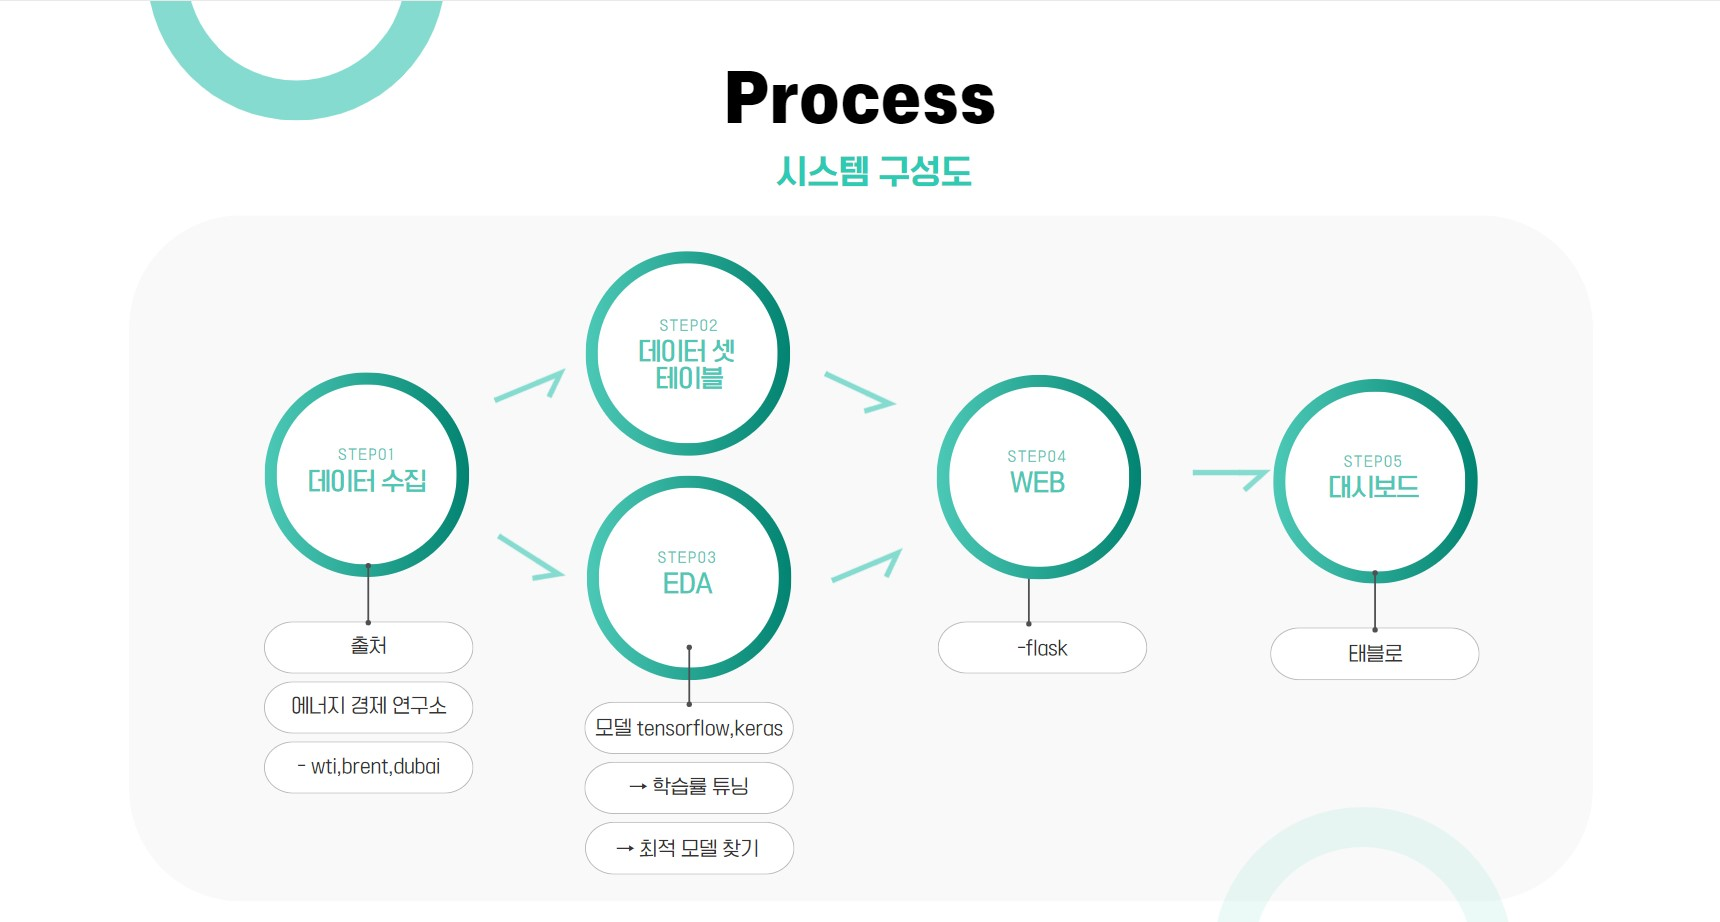 Process
시스템 구성도
STEP01
데이터 수집
출처
에너지 경제 연구소
- wti,brent,dubai
STEP02
데이터 셋
테이블
STEP03
EDA
모델 tensorflow,keras
→ 학습률 튜닝
→ 최적 모델 찾기
STEP04
WEB
-flask
STEP05
대시보드
태블로